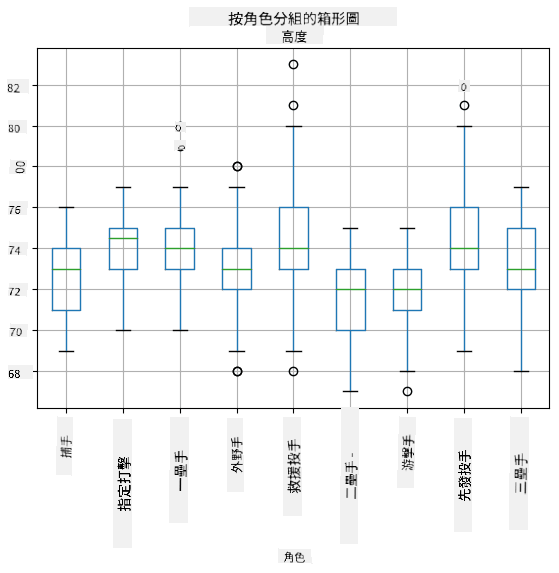 按角色分組的箱形圖
高度
82
80
00
76
74
72
70
68
捕手
指定打擊
一壘手
外野手
救援投手
二壘手-
游擊手
先發投手
三壘手
角色